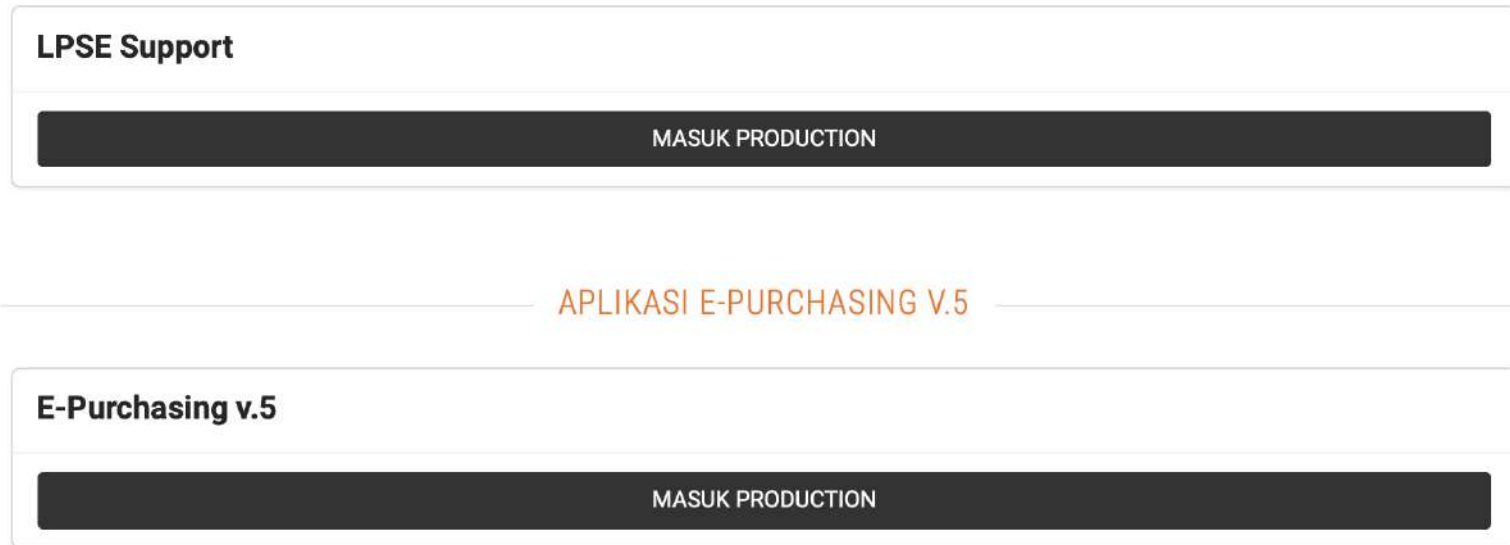 LPSE Support
MASUK PRODUCTION
APLIKASI E-PURCHASING V.5
E-Purchasing v.5
MASUK PRODUCTION